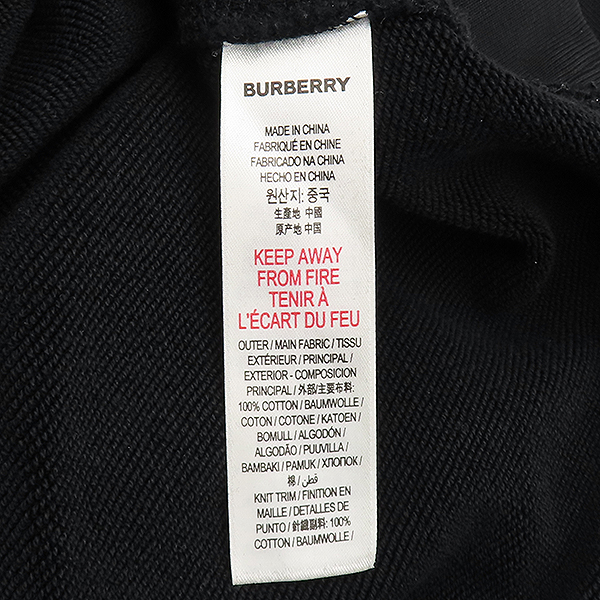 BURBERRY
MADE IN CHINA
FABRIQUÉ EN CHINE
FABRICADO NA CHINA
HECHO EN CHINA
원산지: 중국
生產地 中國
原产地 中国
KEEP AWAY
FROM FIRE
TENIR À
L'ÉCART DU FEU
OUTER / MAIN FABRIC / TISSU
EXTÉRIEUR / PRINCIPAL /
EXTERIOR - COMPOSICION
PRINCIPAL / 外部/主要布料:
100% COTTON / BAUMWOLLE /
COTON / COTONE / KATOEN /
BOMULL / ALGODÓN /
ALGODÃO / PUUVILLA /
BAMBAKI / PAMUK / ХЛОПОК /
棉 / قطن /
KNIT TRIM / FINITION EN
MAILLE / DETALLES DE
PUNTO / 針織副料: 100%
COTTON / BAUMWOLLE /